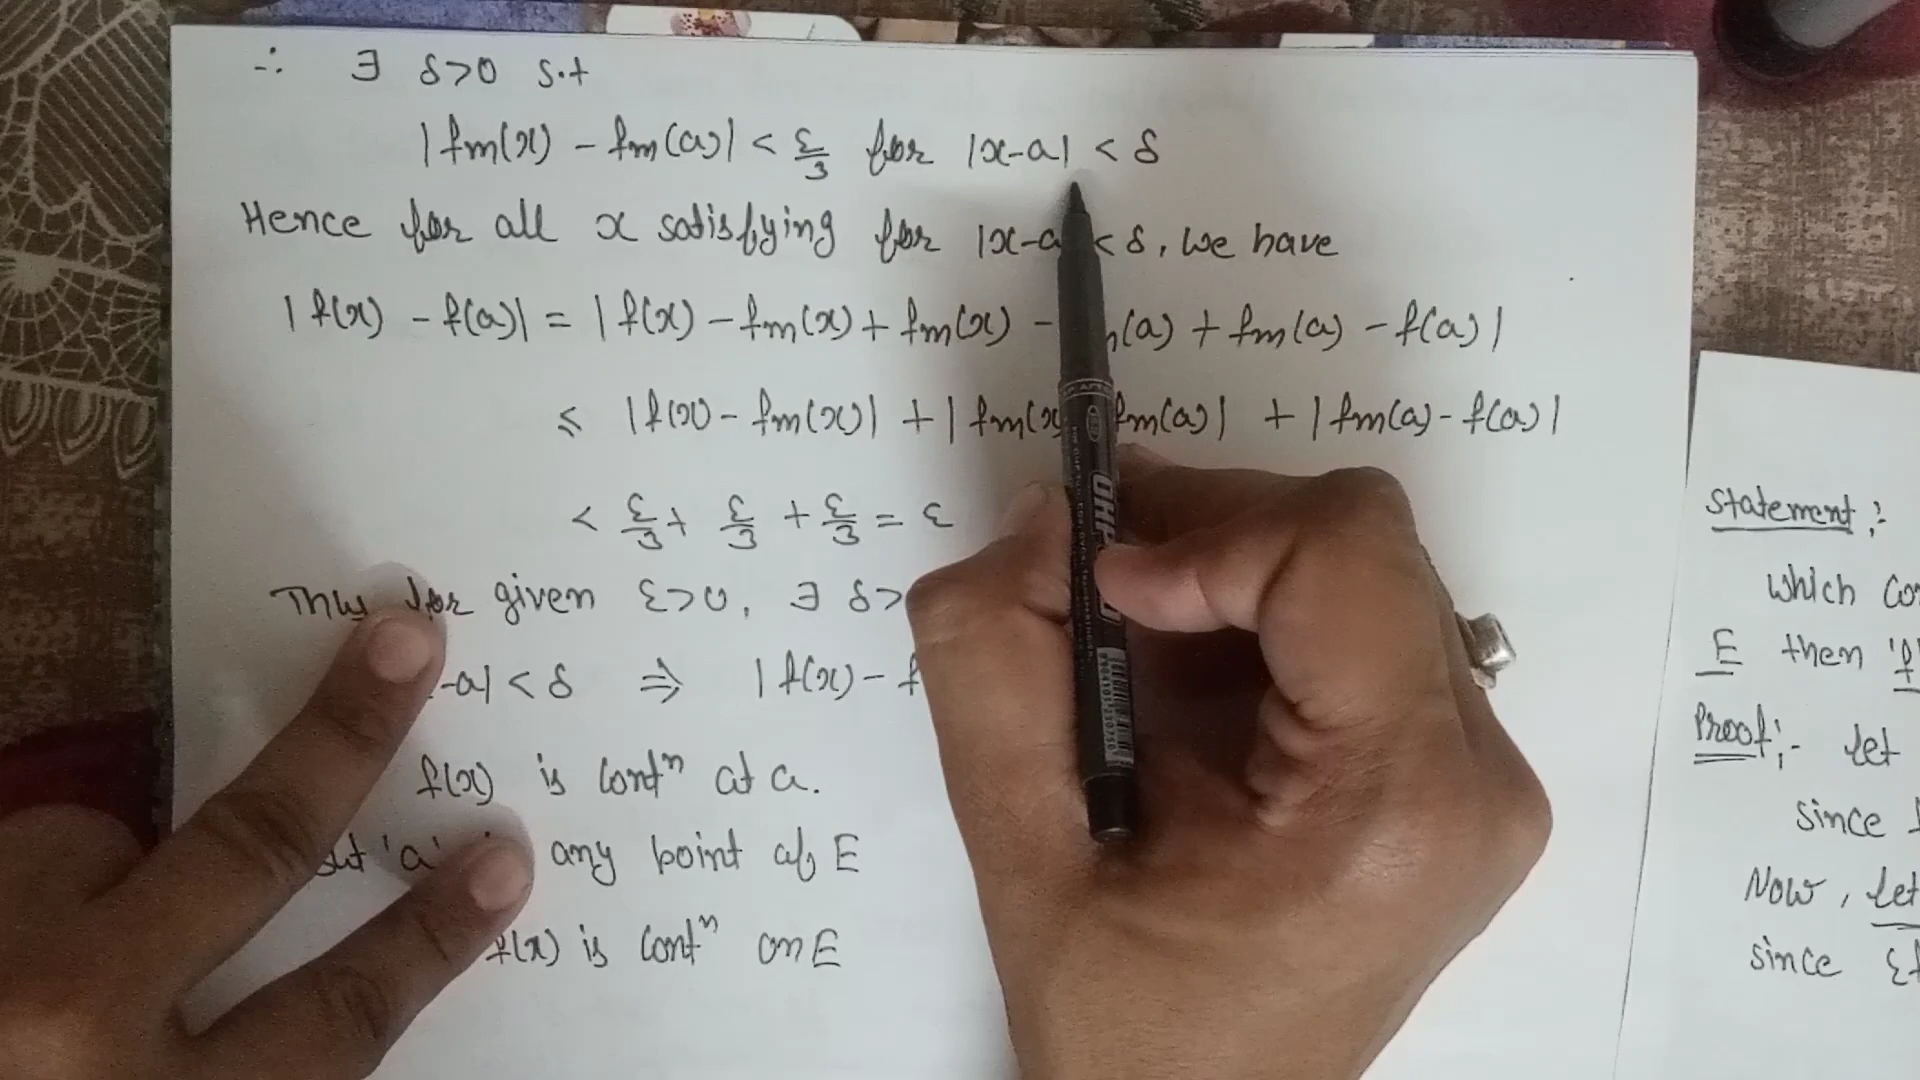 ∴ ∃ δ>0 s.t
|fm(x) - fm(a)| < ε/3 for |x-a| < δ
Hence for all x satisfying for |x-a < δ, we have
|f(x) - f(a)| = |f(x) - fm(x) + fm(x) - (a) + fm(a) - f(a)|
≤ |f(x) - fm(x)| + |fm(x fm(a)| + |fm(a) - f(a)|
< ε/3 + ε/3 + ε/3 = ε
Thus for given ε>0, ∃ δ>
-a| < δ ⇒ |f(x) - f
f(x) is contⁿ at a.
'a' any point of E
f(x) is contⁿ on E
Statement :-
which
E then 'f'
Proof :- let
since
Now, let
since